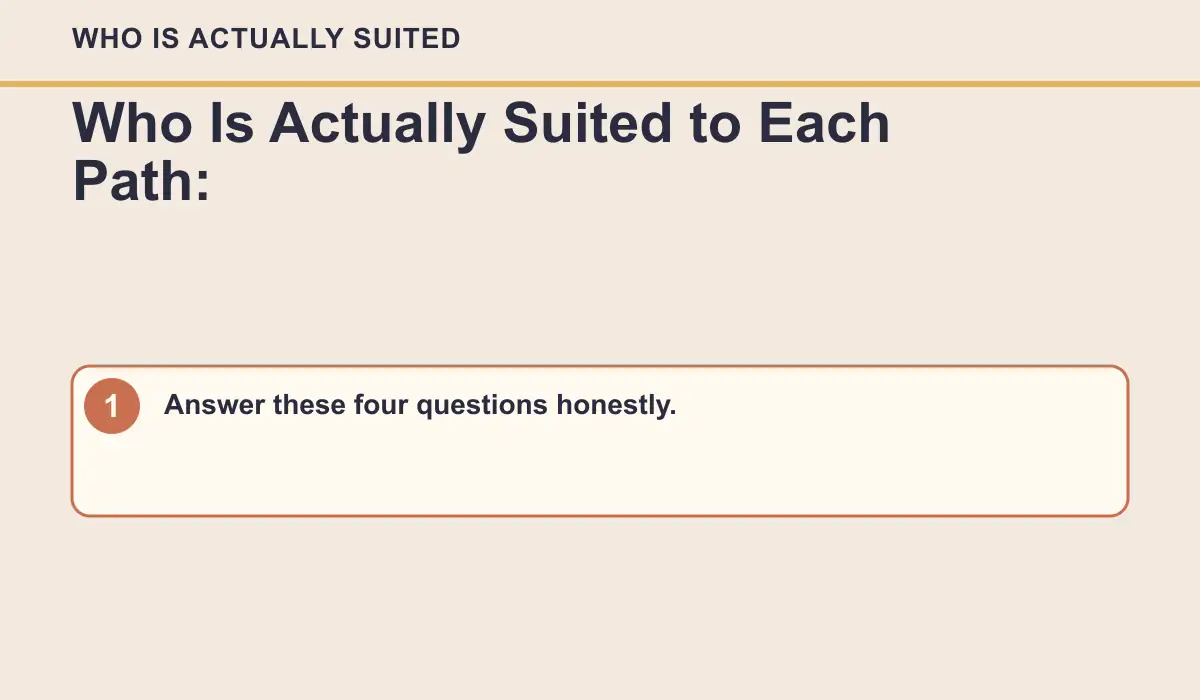 WHO IS ACTUALLY SUITED
Who Is Actually Suited to Each
Path:
1
Answer these four questions honestly.